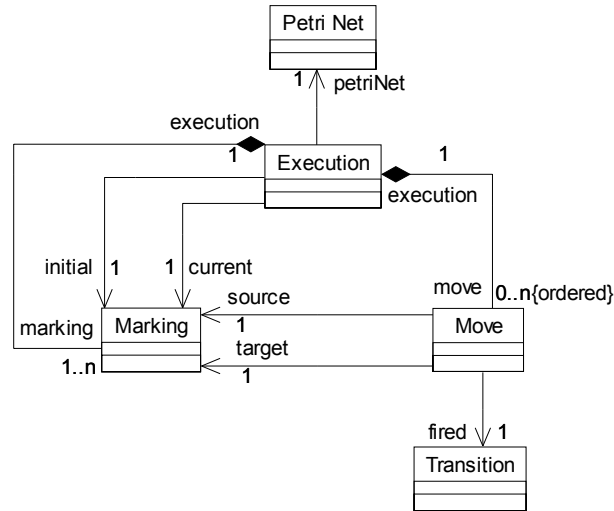 Petri Net
1
petriNet
execution
1
Execution
1
execution
initial
1
1
current
marking
1..n
Marking
source
1
target
1
move
0..n{ordered}
Move
fired
1
Transition